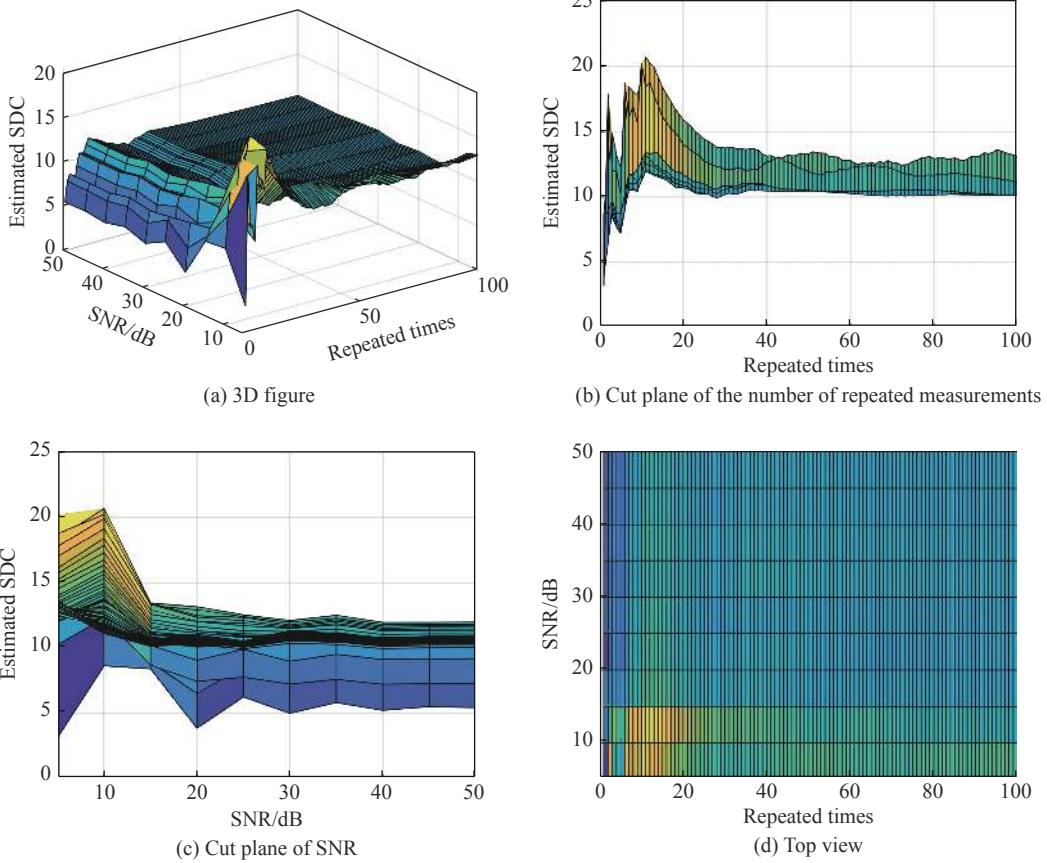 20
15
10
5
0
Estimated SDC
50
40
30
20
10
SNR/dB
0
50
100
Repeated times
(a) 3D figure
25
20
15
10
5
0
Estimated SDC
0 20 40 60 80 100
Repeated times
(b) Cut plane of the number of repeated measurements
25
20
15
10
5
0
Estimated SDC
10 20 30 40 50
SNR/dB
(c) Cut plane of SNR
50
40
30
20
10
SNR/dB
0 20 40 60 80 100
Repeated times
(d) Top view